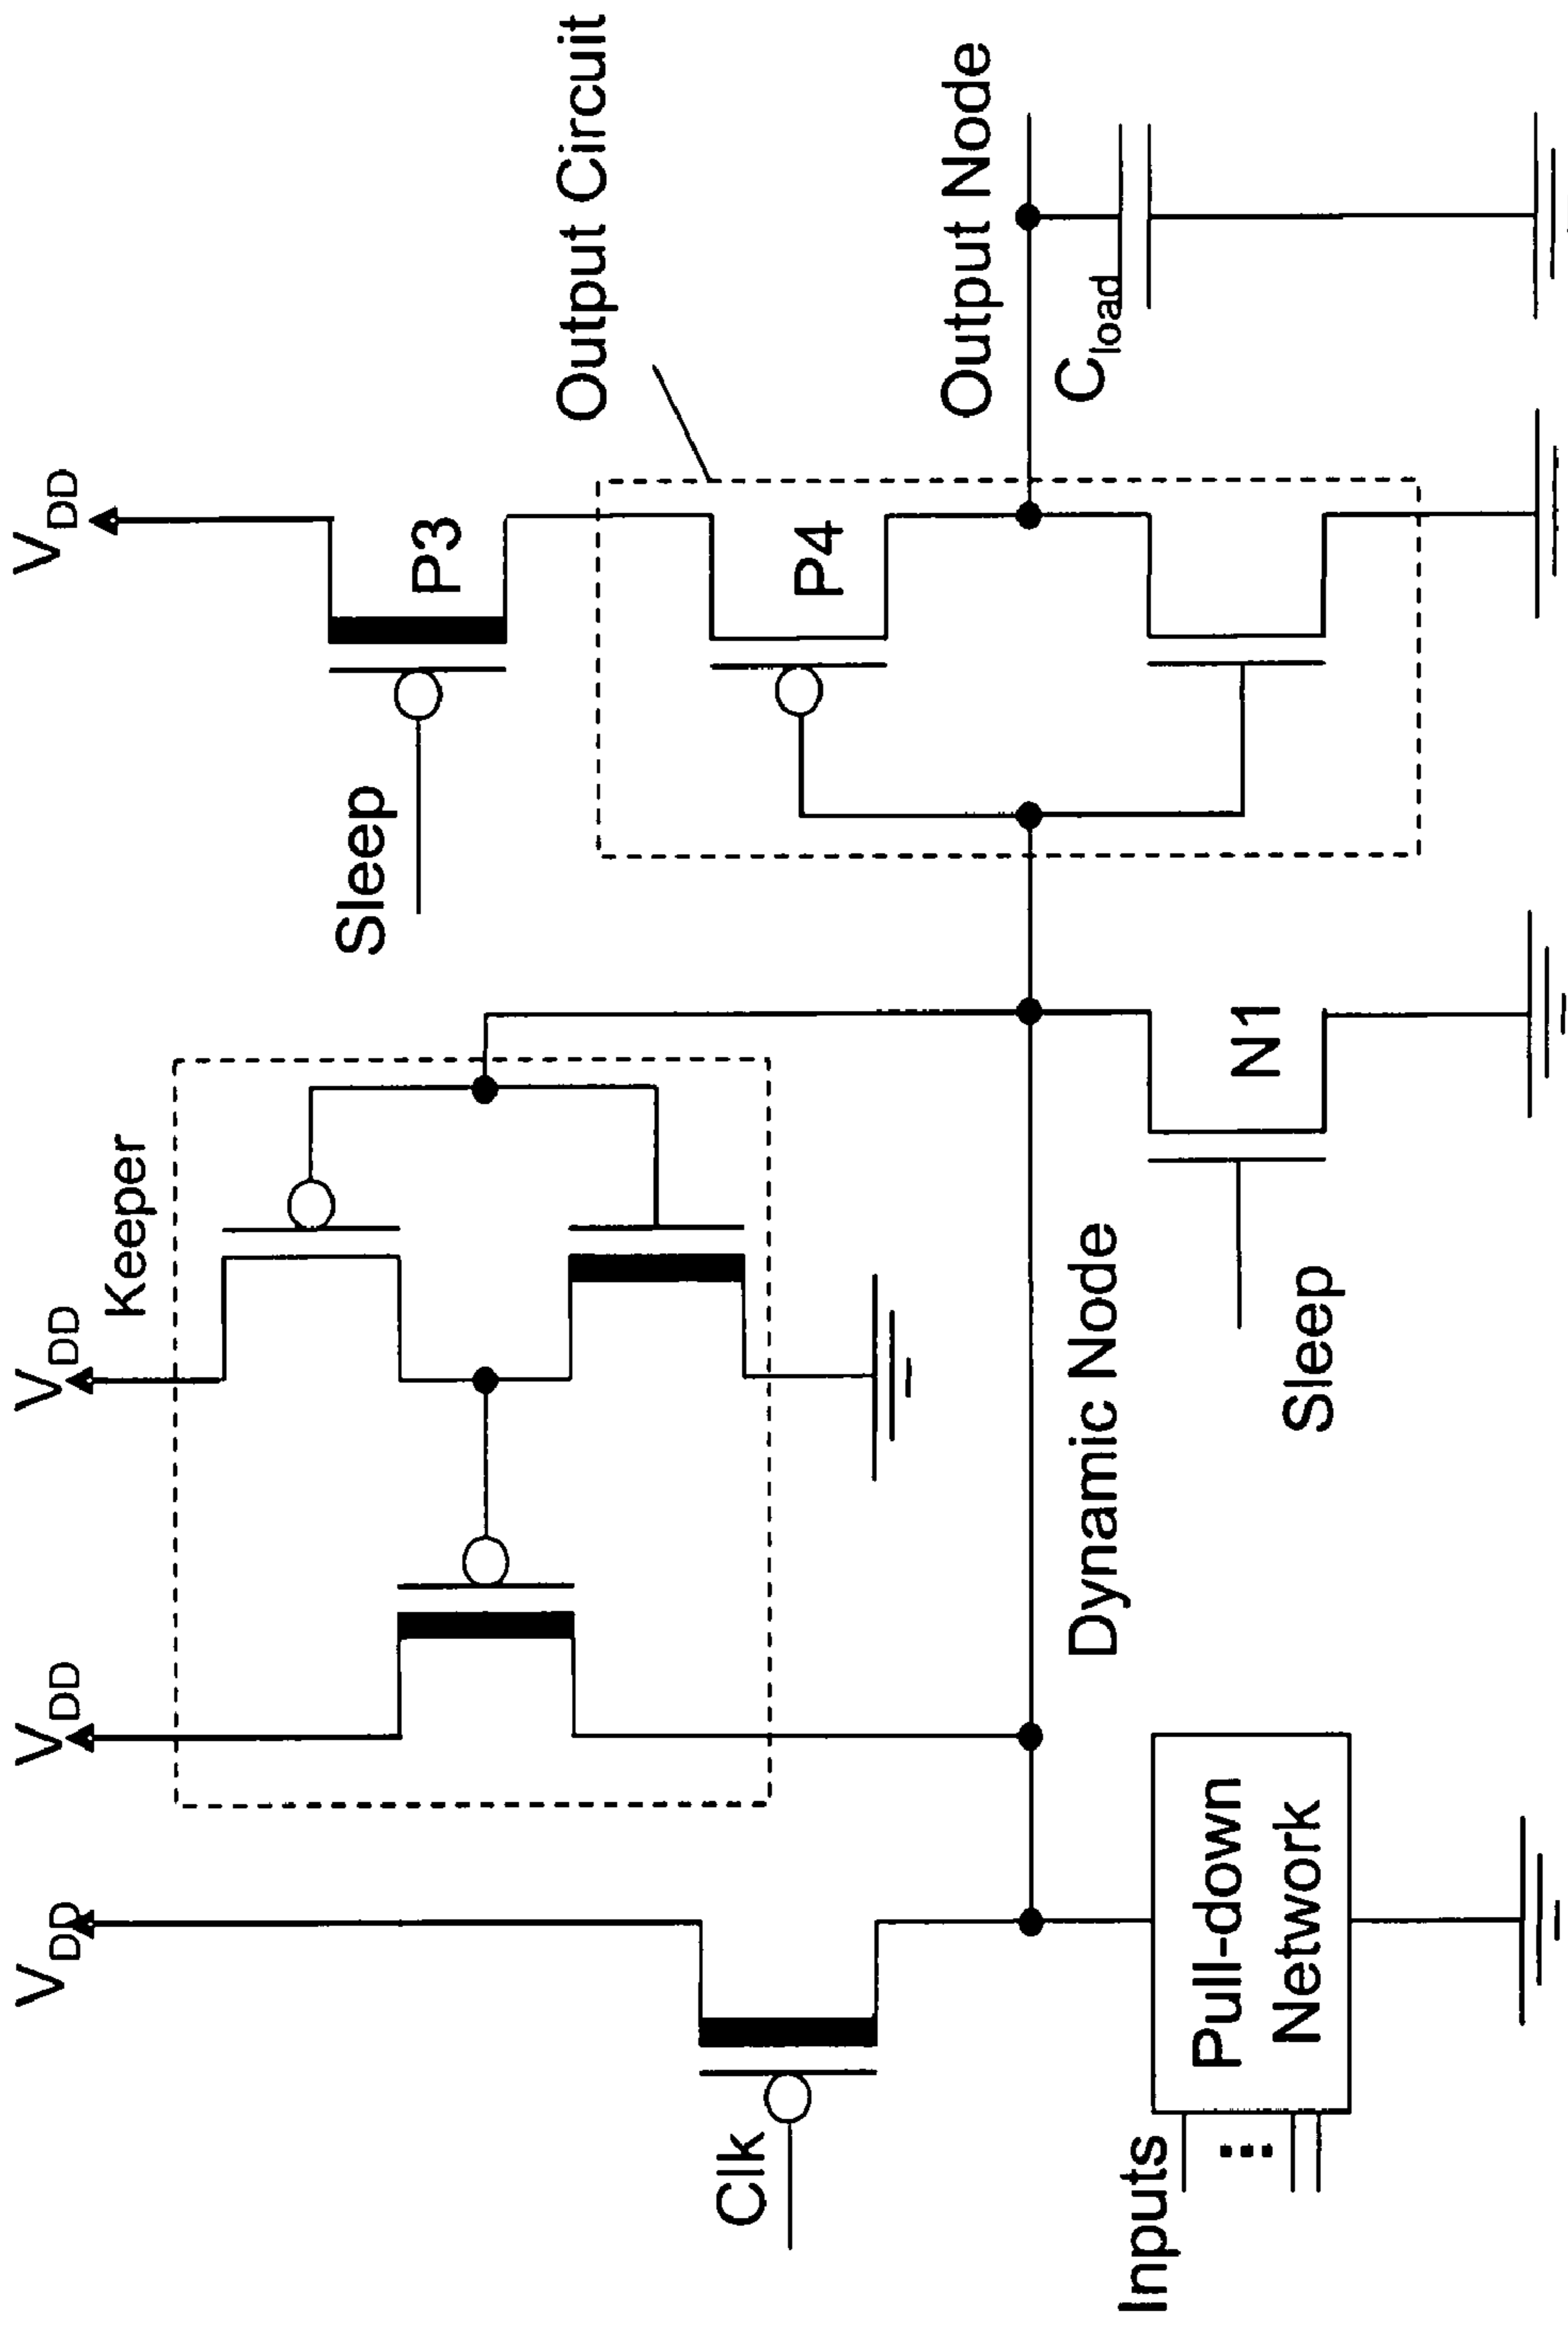 V_DD
V_DD
V_DD
V_DD
Keeper
Sleep
P3
Output Circuit
P4
Clk
Output Node
C_load
Dynamic Node
Inputs
Pull-down
Network
Sleep
N1